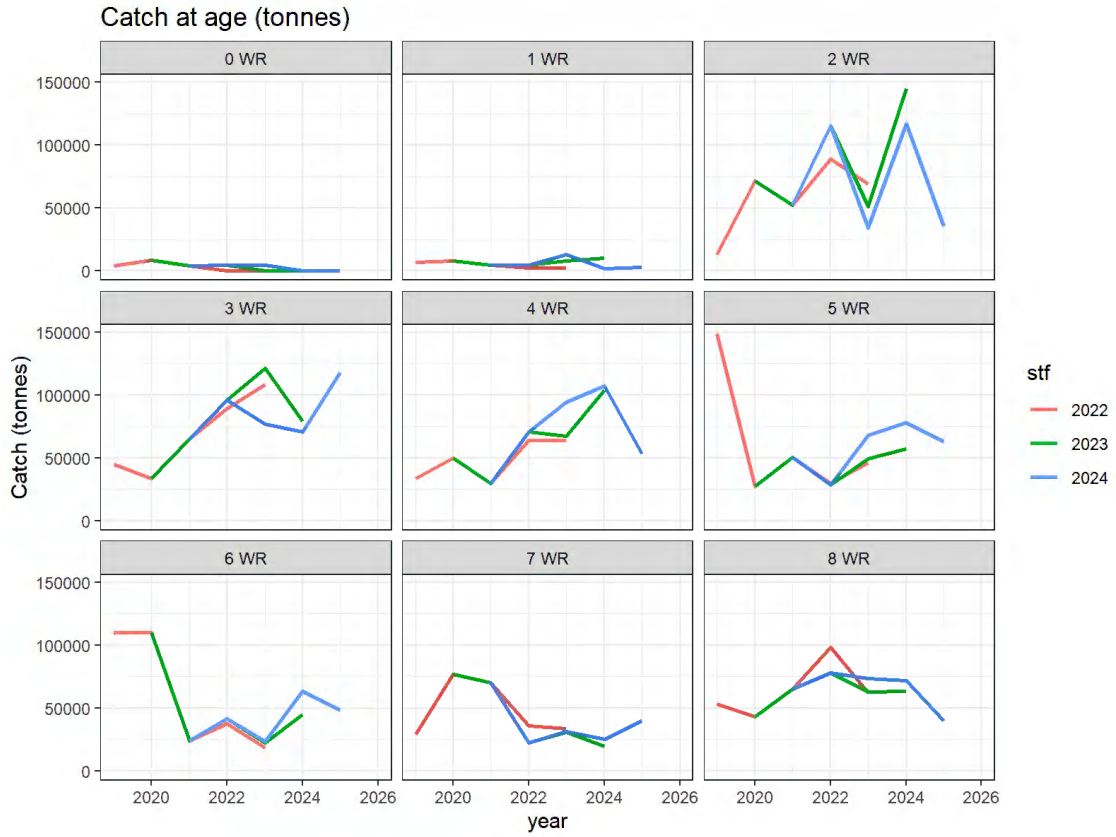 Catch at age (tonnes)
0 WR 1 WR 2 WR
150000
100000
50000
0
3 WR 4 WR 5 WR
150000
100000
50000
0
6 WR 7 WR 8 WR
150000
100000
50000
0
2020 2022 2024 2026 2020 2022 2024 2026 2020 2022 2024 2026
year
Catch (tonnes)
stf
2022
2023
2024